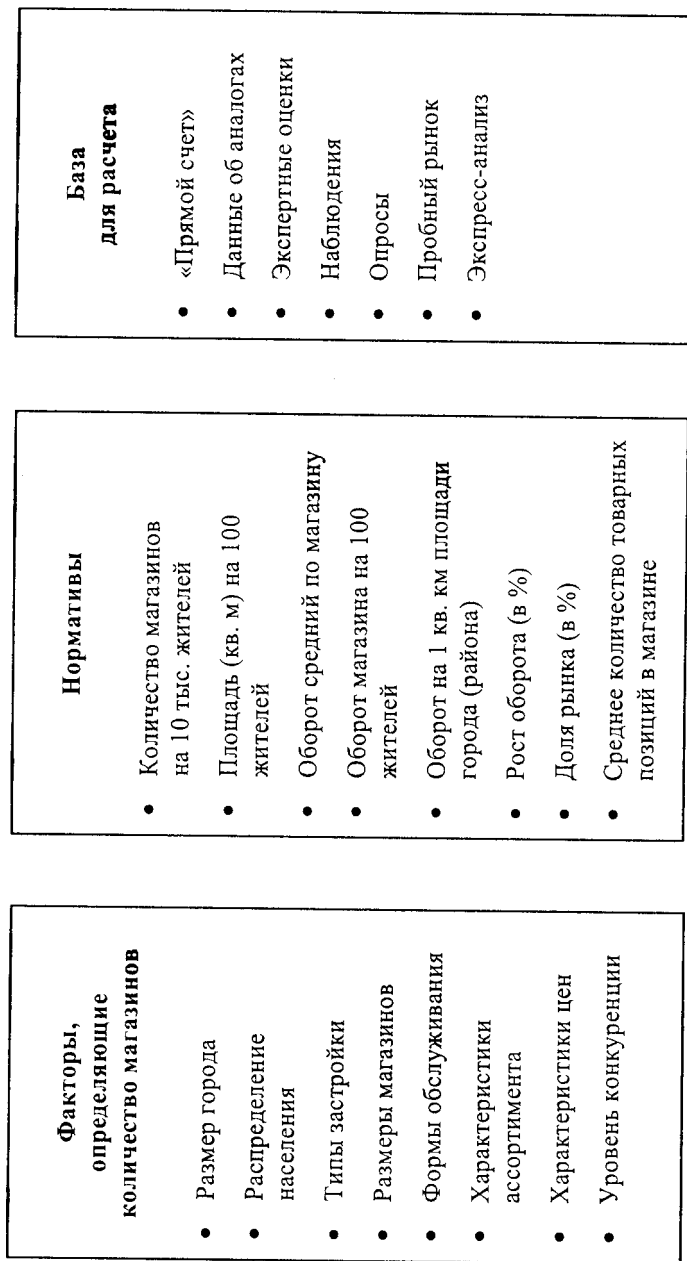 Факторы,
определяющие
количество магазинов
• Размер города
• Распределение
населения
• Типы застройки
• Размеры магазинов
• Формы обслуживания
• Характеристики
ассортимента
• Характеристики цен
• Уровень конкуренции
Нормативы
• Количество магазинов
на 10 тыс. жителей
• Площадь (кв. м) на 100
жителей
• Оборот средний по магазину
• Оборот магазина на 100
жителей
• Оборот на 1 кв. км площади
города (района)
• Рост оборота (в %)
• Доля рынка (в %)
• Среднее количество товарных
позиций в магазине
База
для расчета
• «Прямой счет»
• Данные об аналогах
• Экспертные оценки
• Наблюдения
• Опросы
• Пробный рынок
• Экспресс-анализ